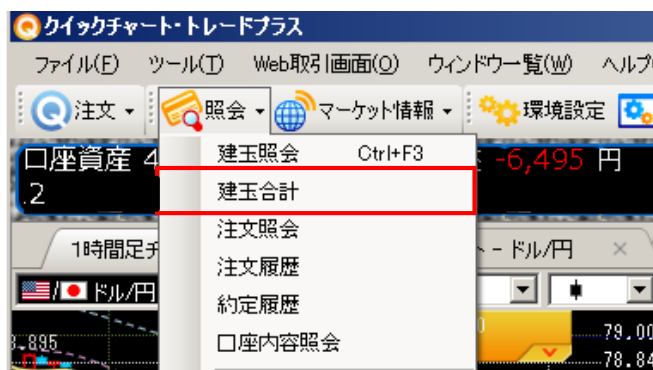 クイックチャート・トレードプラス
ファイル(F) ツール(T) Web取引画面(O) ウィンドウ一覧(W) ヘルプ
注文 照会 マーケット情報 環境設定
口座資産 4 -6,495 円
.2
建玉照会 Ctrl+F3
建玉合計
注文照会
注文履歴
約定履歴
口座内容照会
1時間足チ ト - ドル/円 ×
/ ドル/円
.895
79.00
78.84